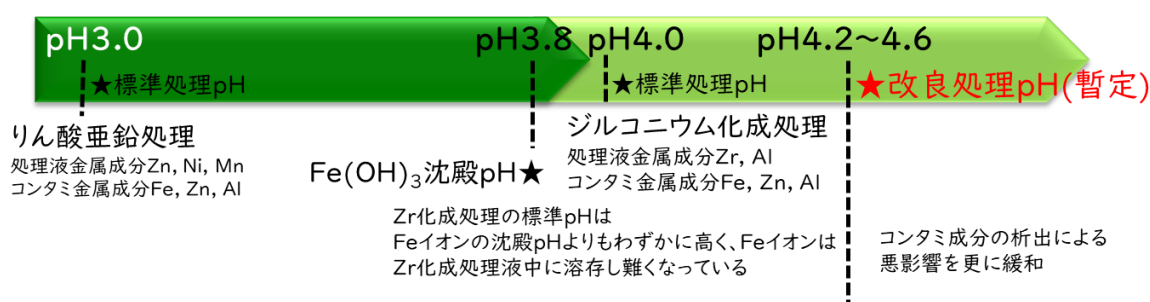 pH3.0
pH3.8
pH4.0
pH4.2～4.6
★標準処理pH
★標準処理pH
★改良処理pH(暫定)
りん酸亜鉛処理
処理液金属成分Zn, Ni, Mn
コンタミ金属成分Fe, Zn, Al
Fe(OH)₃沈殿pH★
ジルコニウム化成処理
処理液金属成分Zr, Al
コンタミ金属成分Fe, Zn, Al
Zr化成処理の標準pHは
Feイオンの沈殿pHよりもわずかに高く、Feイオンは
Zr化成処理液中に溶存し難くなっている
コンタミ成分の析出による
悪影響を更に緩和